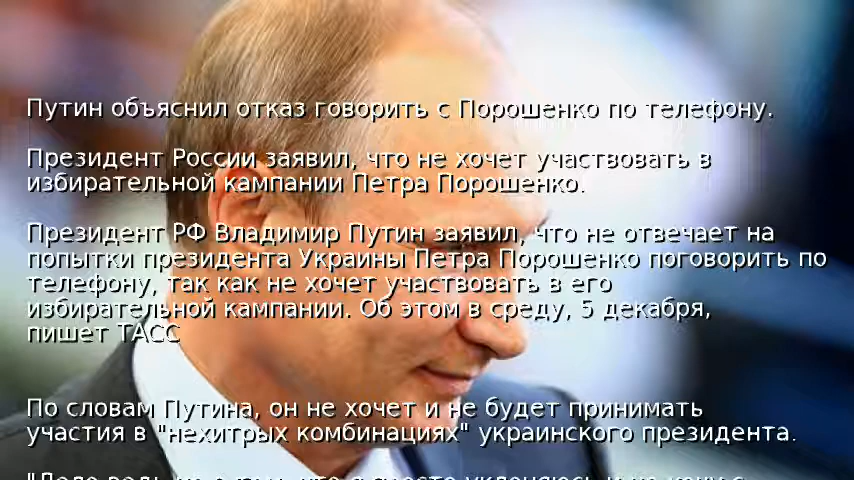 Путин объяснил отказ говорить с Порошенко по телефону.
Президент России заявил, что не хочет участвовать в
избирательной кампании Петра Порошенко.
Президент РФ Владимир Путин заявил, что не отвечает на
попытки президента Украины Петра Порошенко поговорить по
телефону, так как не хочет участвовать в его
избирательной кампании. Об этом в среду, 5 декабря,
пишет ТАСС
По словам Путина, он не хочет и не будет принимать
участия в "нехитрых комбинациях" украинского президента.